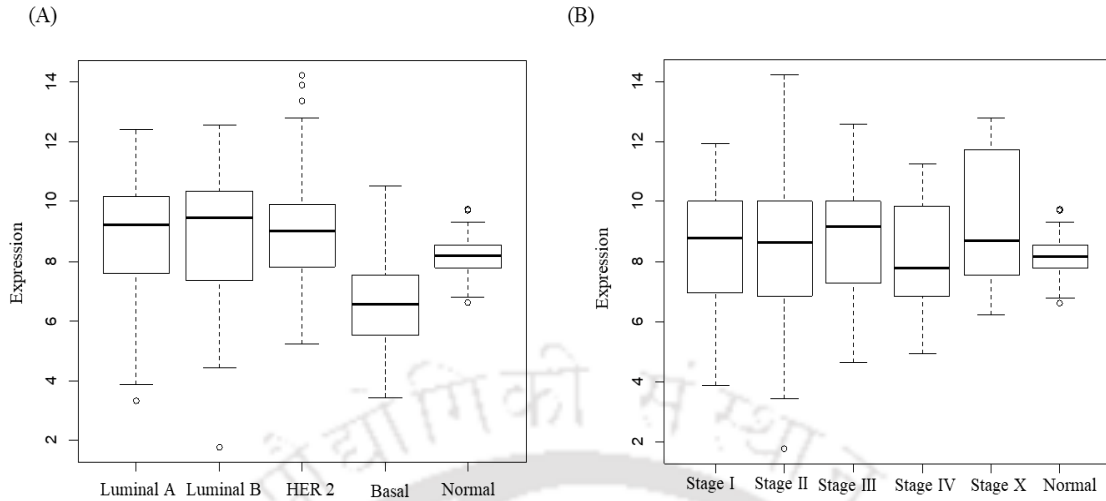 (A)
(B)
14
12
10
8
6
4
2
Expression
Luminal A
Luminal B
HER 2
Basal
Normal
14
12
10
8
6
4
2
Expression
Stage I
Stage II
Stage III
Stage IV
Stage X
Normal
औद्योगिकी संस्थान